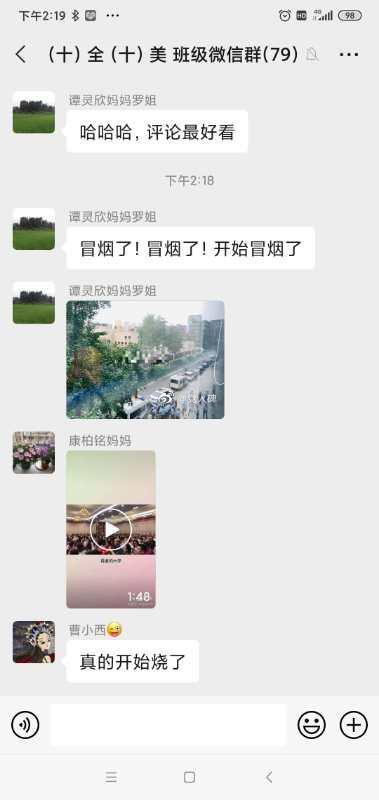 下午2:19
4G
HD
98
(十)全(十)美 班级微信群(79)
谭灵欣妈妈罗姐
哈哈哈，评论最好看
下午2:18
谭灵欣妈妈罗姐
冒烟了！冒烟了！开始冒烟了
谭灵欣妈妈罗姐
康柏铭妈妈
1:48
曹小西😜
真的开始烧了